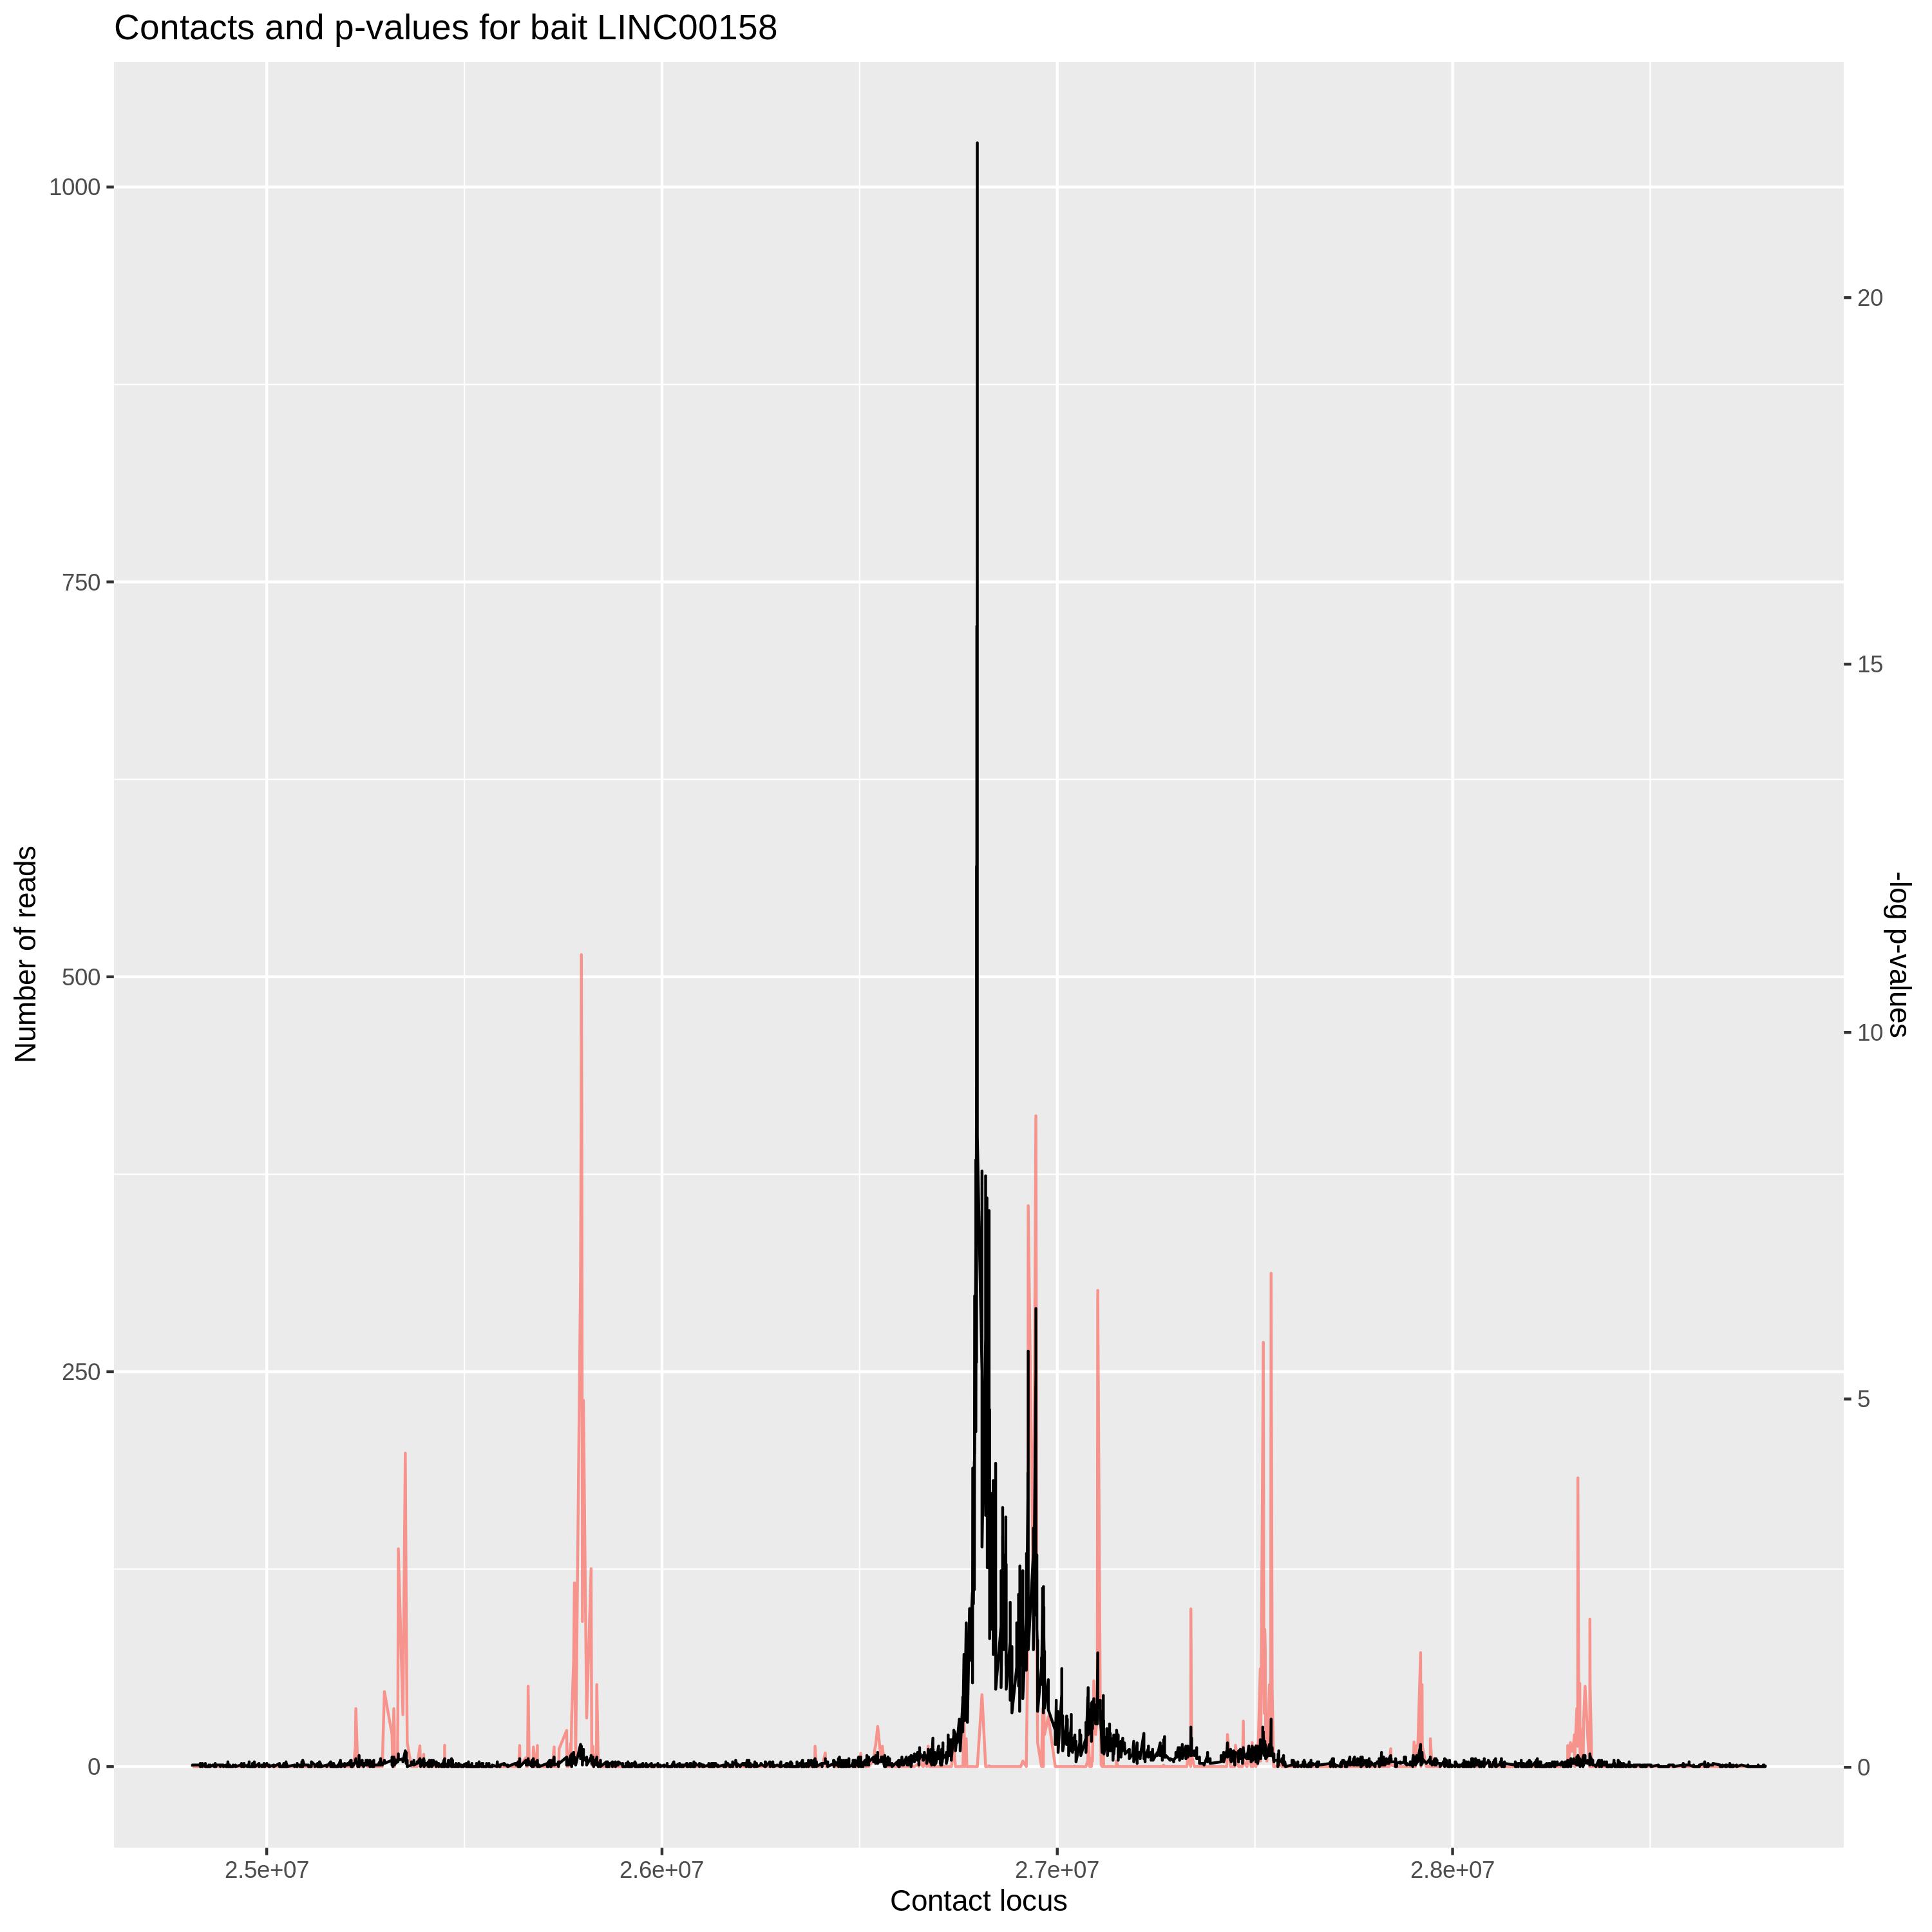 Contacts and p-values for bait LINC00158
1000
750
500
250
0
Number of reads
20
15
10
5
0
-log p-values
2.5e+07 2.6e+07 2.7e+07 2.8e+07
Contact locus